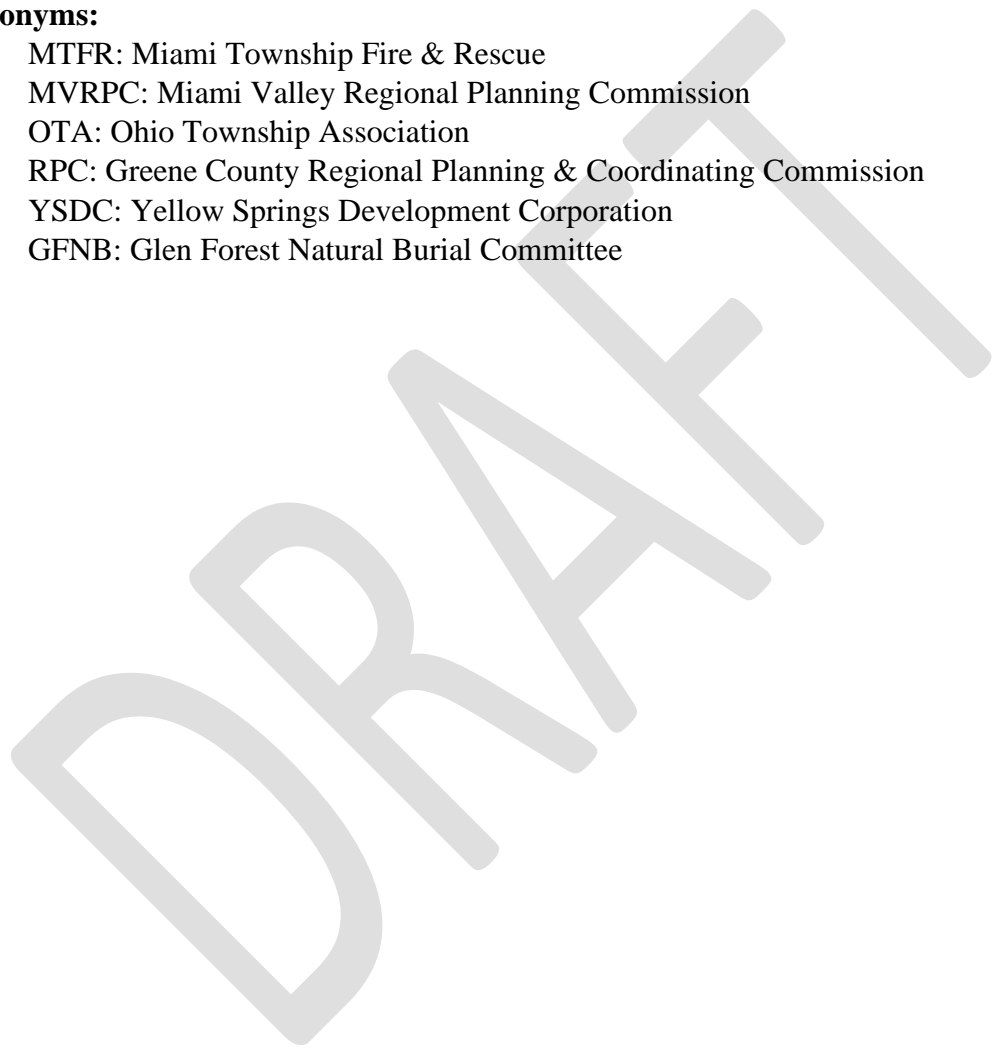 onyms:
MTFR: Miami Township Fire & Rescue
MVRPC: Miami Valley Regional Planning Commission
OTA: Ohio Township Association
RPC: Greene County Regional Planning & Coordinating Commission
YSDC: Yellow Springs Development Corporation
GFNB: Glen Forest Natural Burial Committee
DRAFT